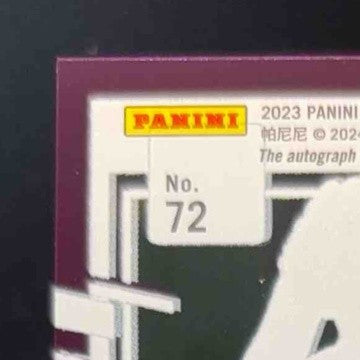 PANINI
2023 PANINI
帕尼尼 © 2024
The autograph
No.
72